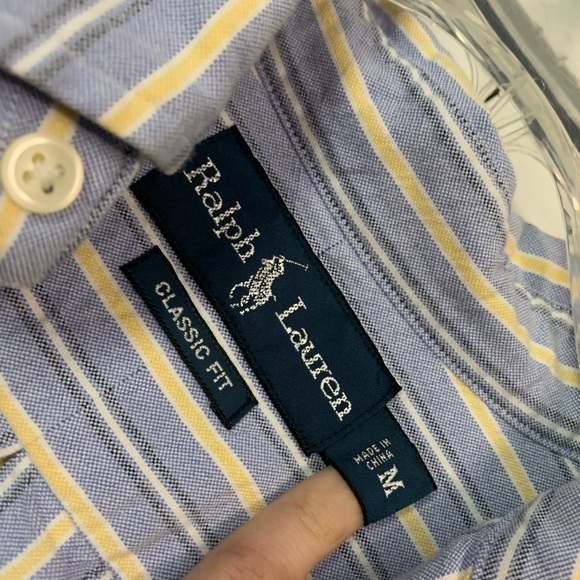 Ralph Lauren
CLASSIC FIT
MADE IN
CHINA
M